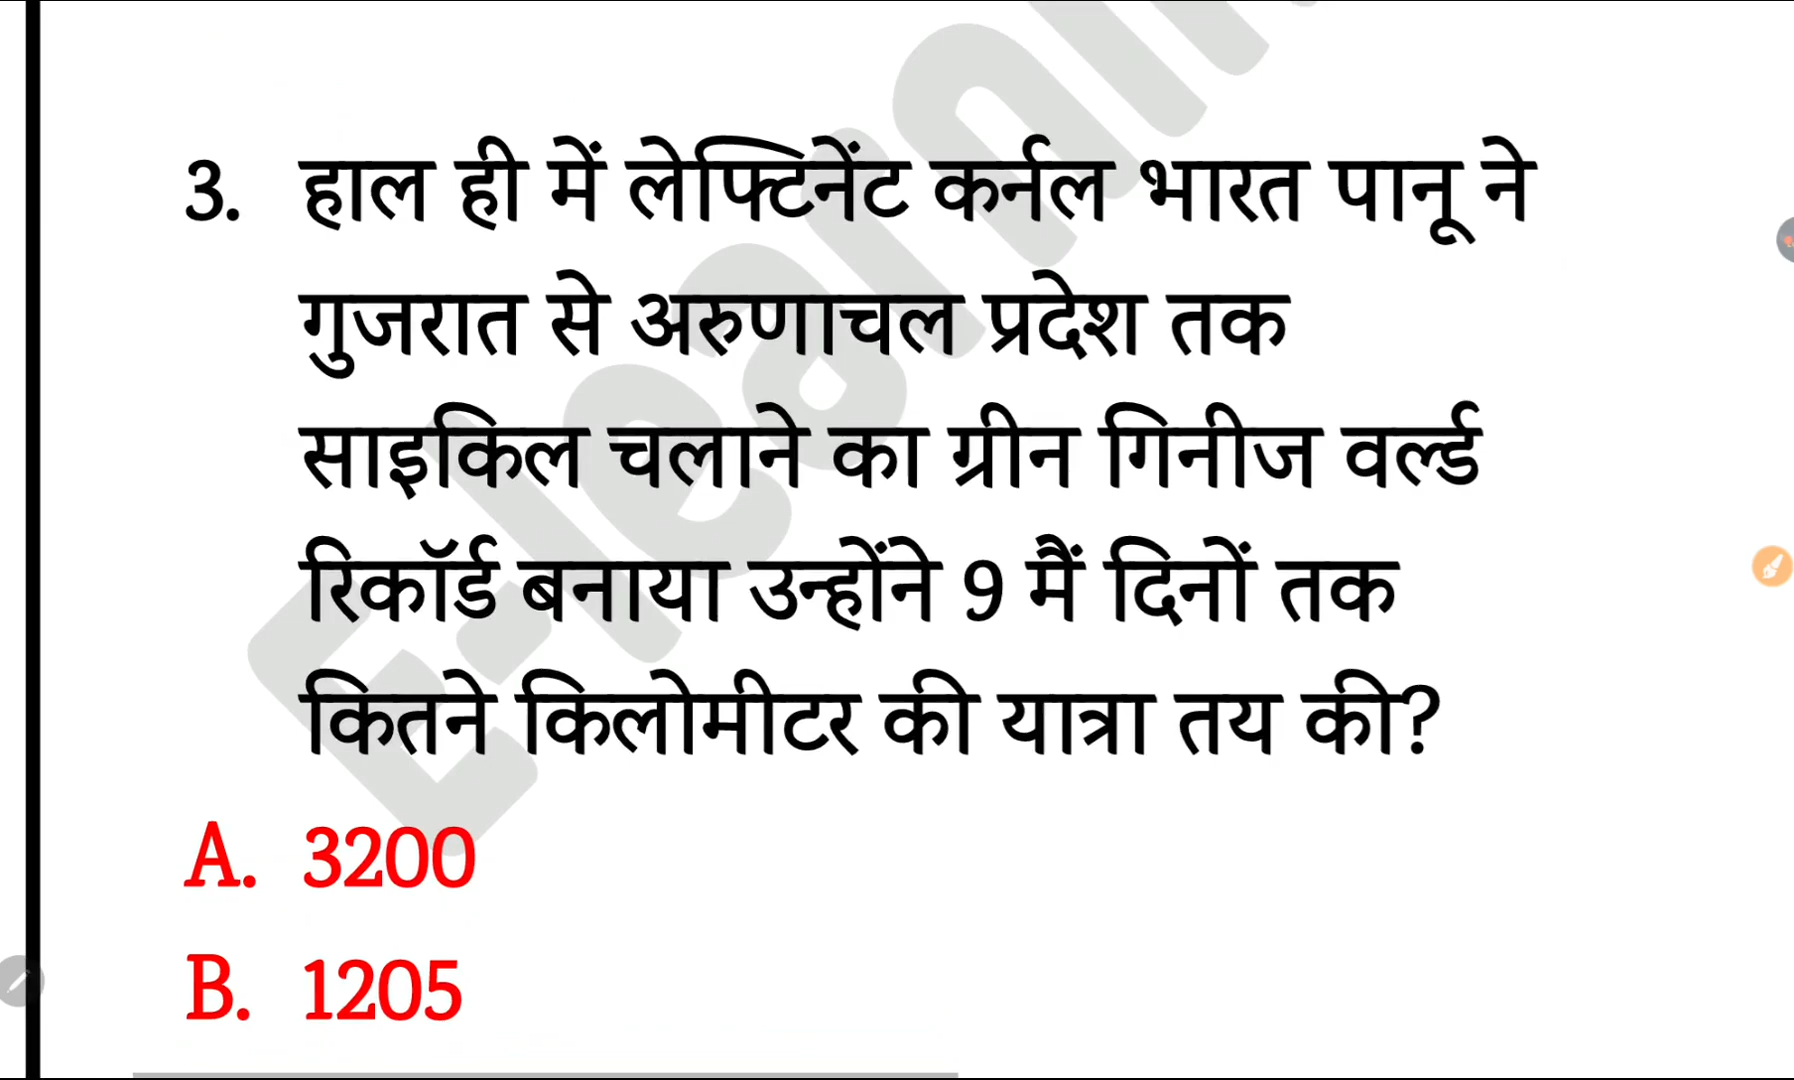 3. हाल ही में लेफ्टिनेंट कर्नल भारत पानू ने
गुजरात से अरुणाचल प्रदेश तक
साइकिल चलाने का ग्रीन गिनीज वर्ल्ड
रिकॉर्ड बनाया उन्होंने 9 मैं दिनों तक
कितने किलोमीटर की यात्रा तय की?
A. 3200
B. 1205